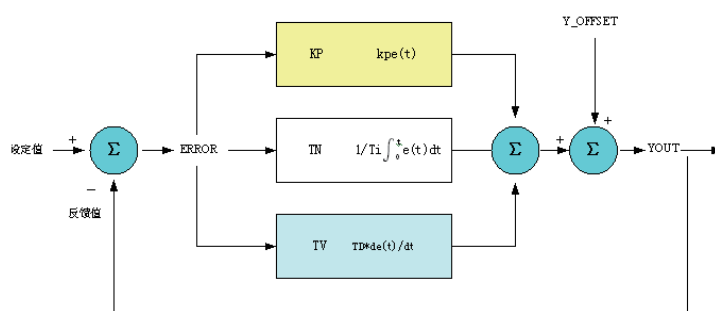 Y_OFFSET
KP kpe(t)
设定值 + Σ ERROR
TN 1/Ti∫₀ᵗe(t)dt
Σ + Σ + YOUT
− 反馈值
TV TD*de(t)/dt